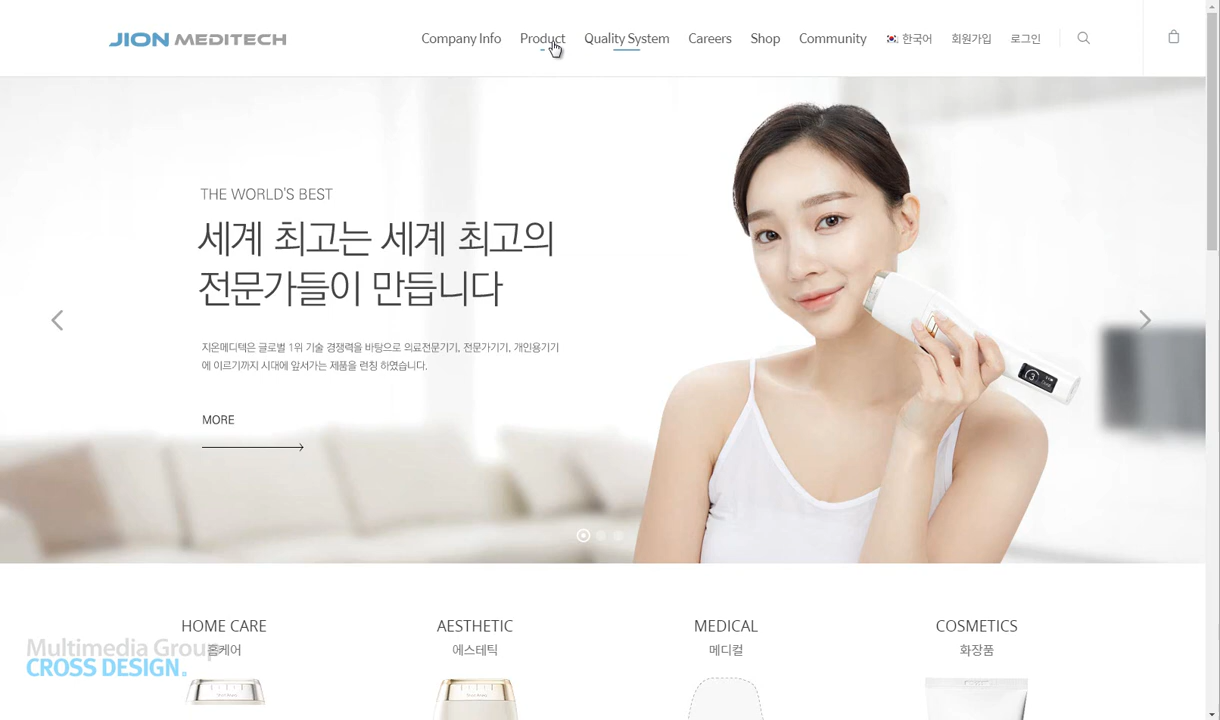 JION MEDITECH
Company Info Product Quality System Careers Shop Community 한국어 회원가입 로그인
THE WORLD'S BEST
세계 최고는 세계 최고의
전문가들이 만듭니다
지온메디텍은 글로벌 1위 기술 경쟁력을 바탕으로 의료전문기기, 전문가기기, 개인용기기
에 이르기까지 시대에 앞서가는 제품을 런칭 하였습니다.
MORE
3
HOME CARE AESTHETIC MEDICAL COSMETICS
홈케어 에스테틱 메디컬 화장품
Multimedia Group
CROSS DESIGN.